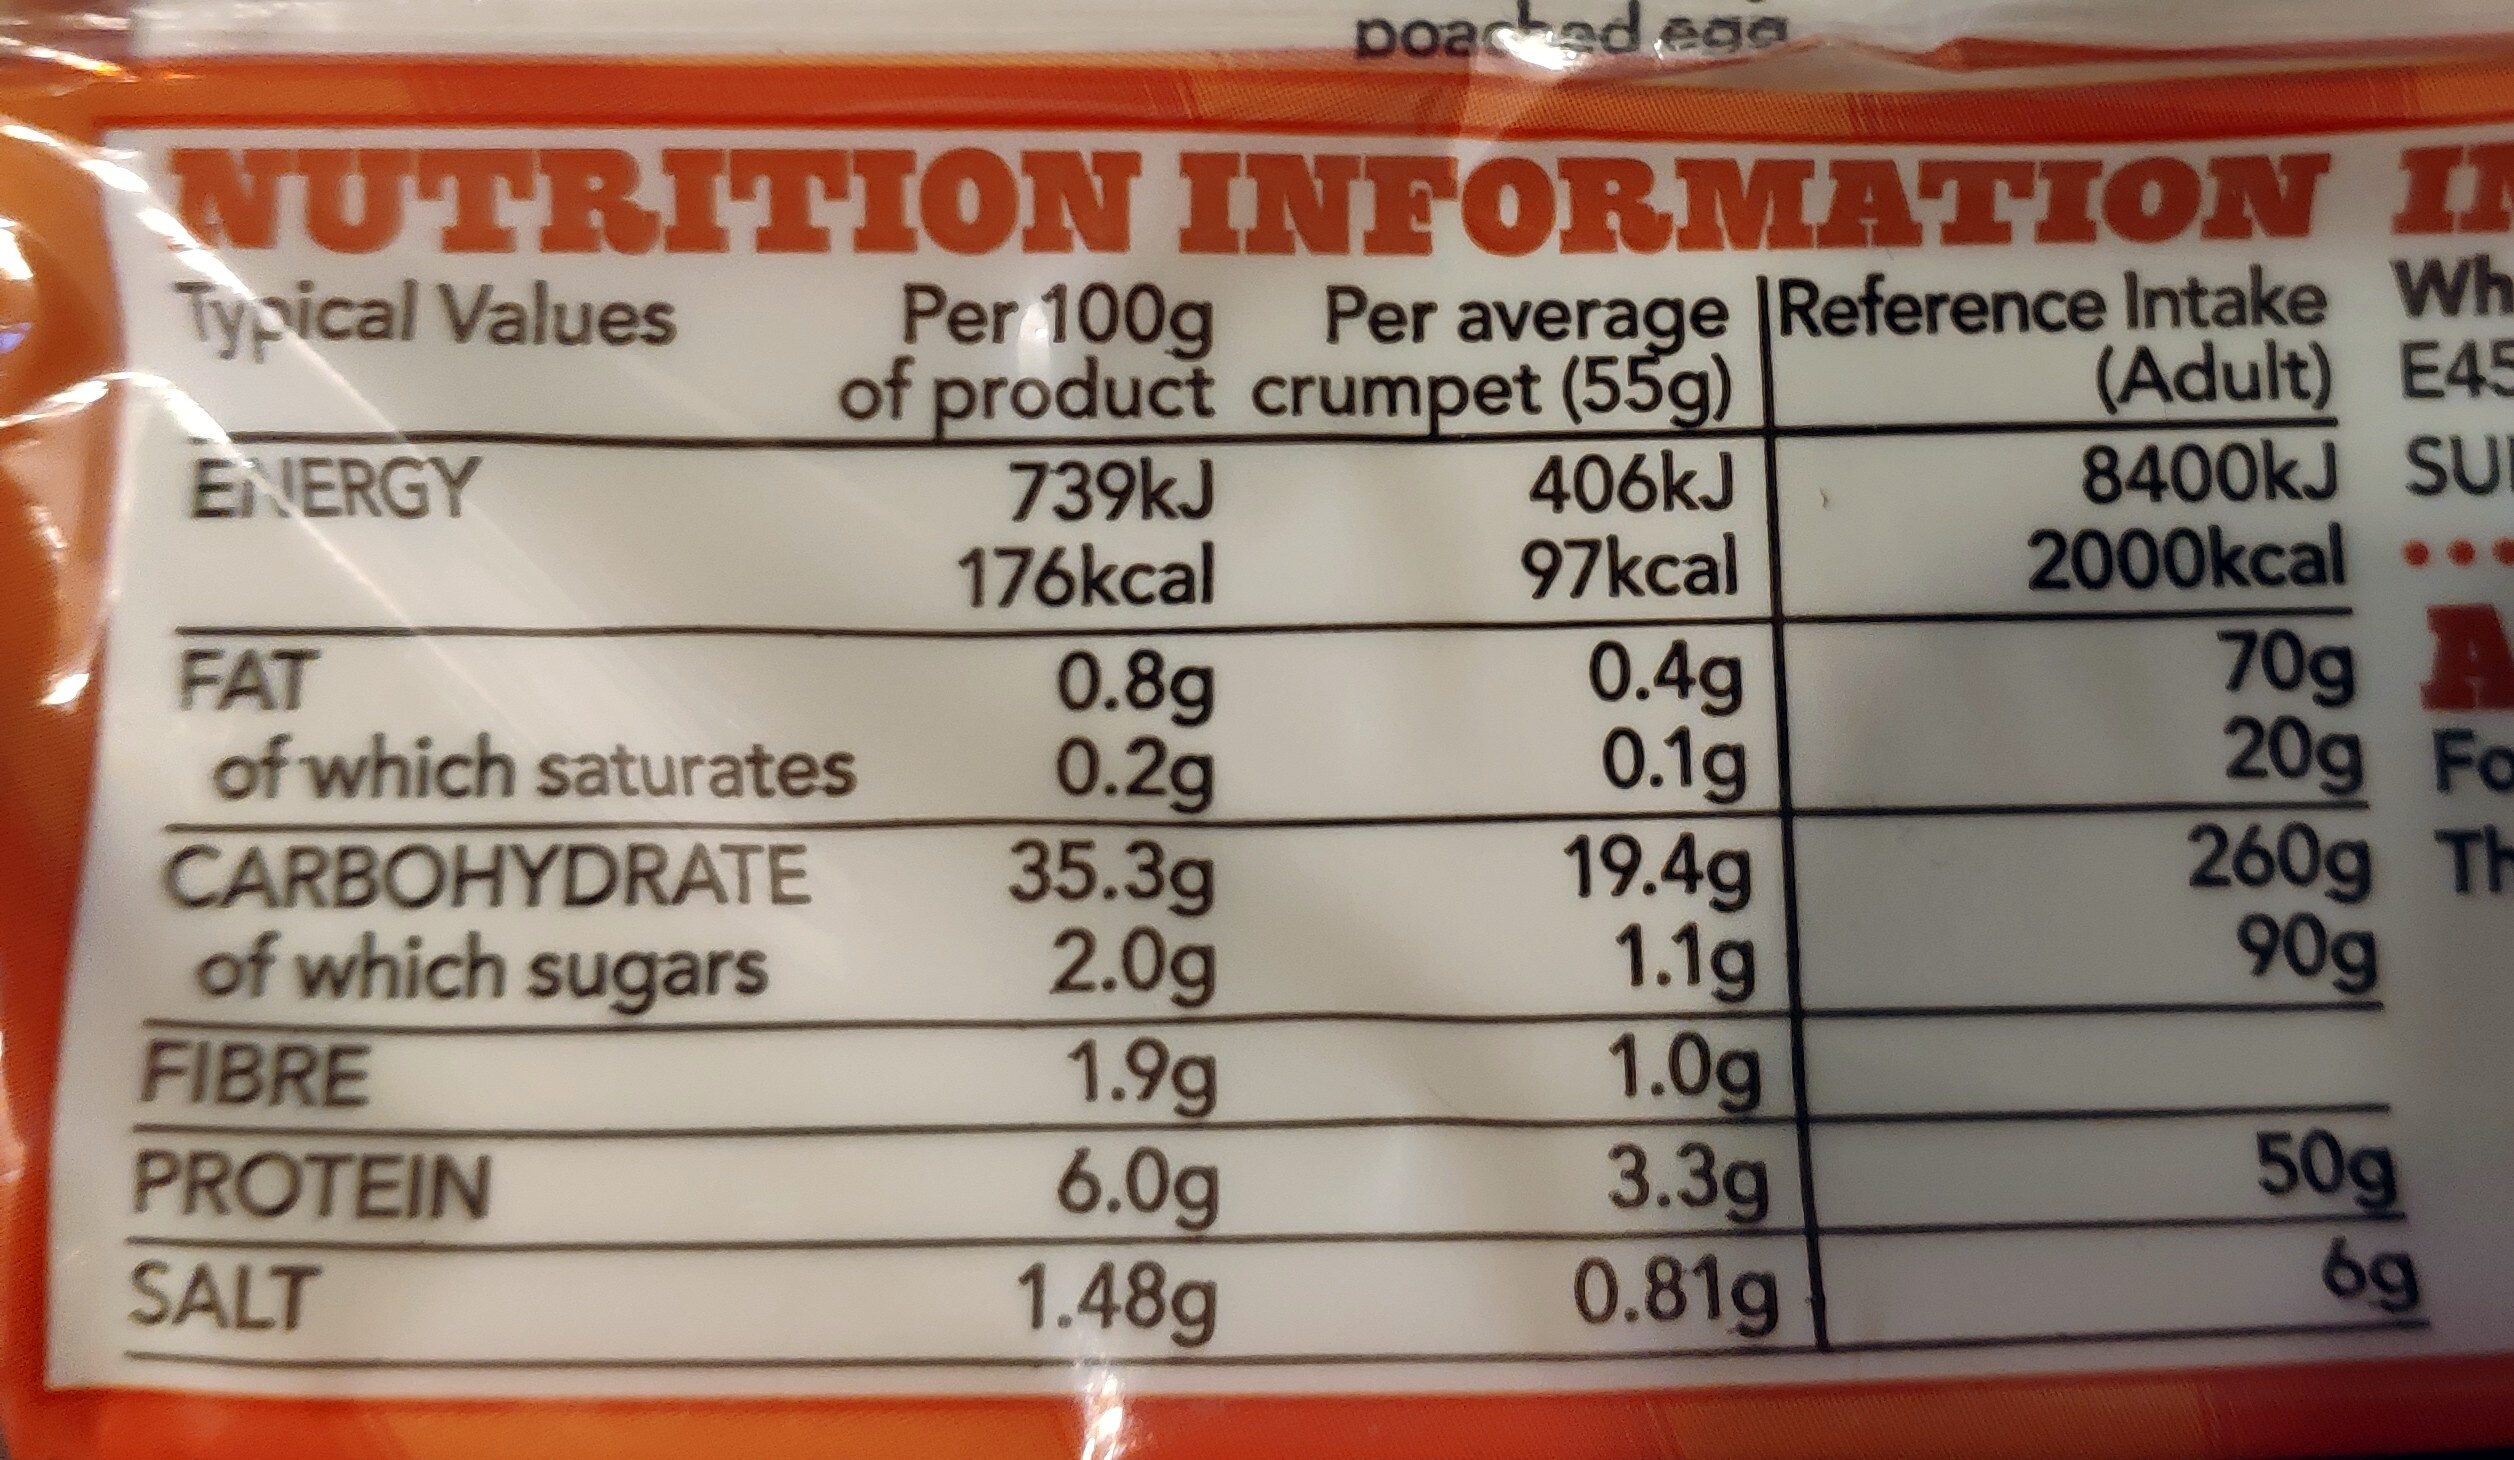 poached egg
NUTRITION INFORMATION
Typical Values Per 100g Per average Reference Intake Wh
of product crumpet (55g) (Adult) E45
ENERGY 739kJ 406kJ 8400kJ
176kcal 97kcal 2000kcal
FAT 0.8g 0.4g 70g
of which saturates 0.2g 0.1g 20g
CARBOHYDRATE 35.3g 19.4g 260g Th
of which sugars 2.0g 1.1g 90g
FIBRE 1.9g 1.0g
PROTEIN 6.0g 3.3g 50g
SALT 1.48g 0.81g 6g